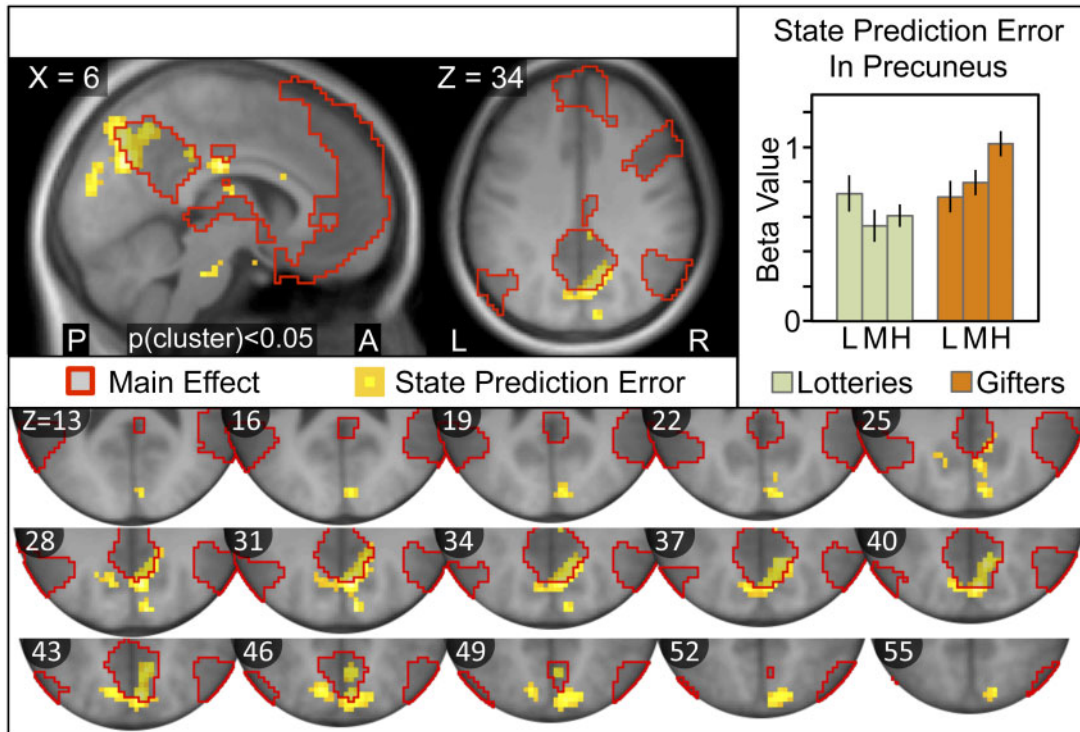 X = 6
Z = 34
P
p(cluster)<0.05
A
L
R
Main Effect
State Prediction Error
State Prediction Error
In Precuneus
Beta Value
1
0
L M H
L M H
Lotteries
Gifters
Z=13
16
19
22
25
28
31
34
37
40
43
46
49
52
55